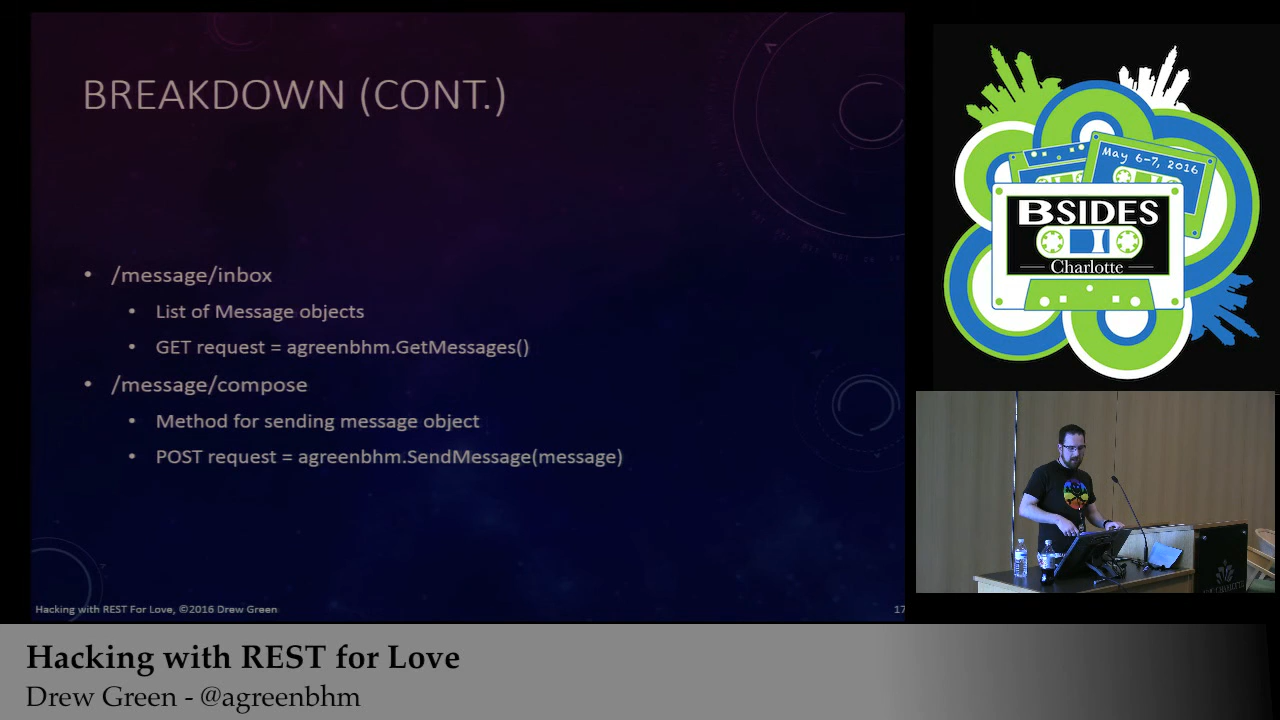 BREAKDOWN (CONT.)
• /message/inbox
• List of Message objects
• GET request = agreenbhm.GetMessages()
• /message/compose
• Method for sending message object
• POST request = agreenbhm.SendMessage(message)
Hacking with REST For Love, ©2016 Drew Green
17
May 6-7, 2016
BSIDES
Charlotte
Hacking with REST for Love
Drew Green - @agreenbhm